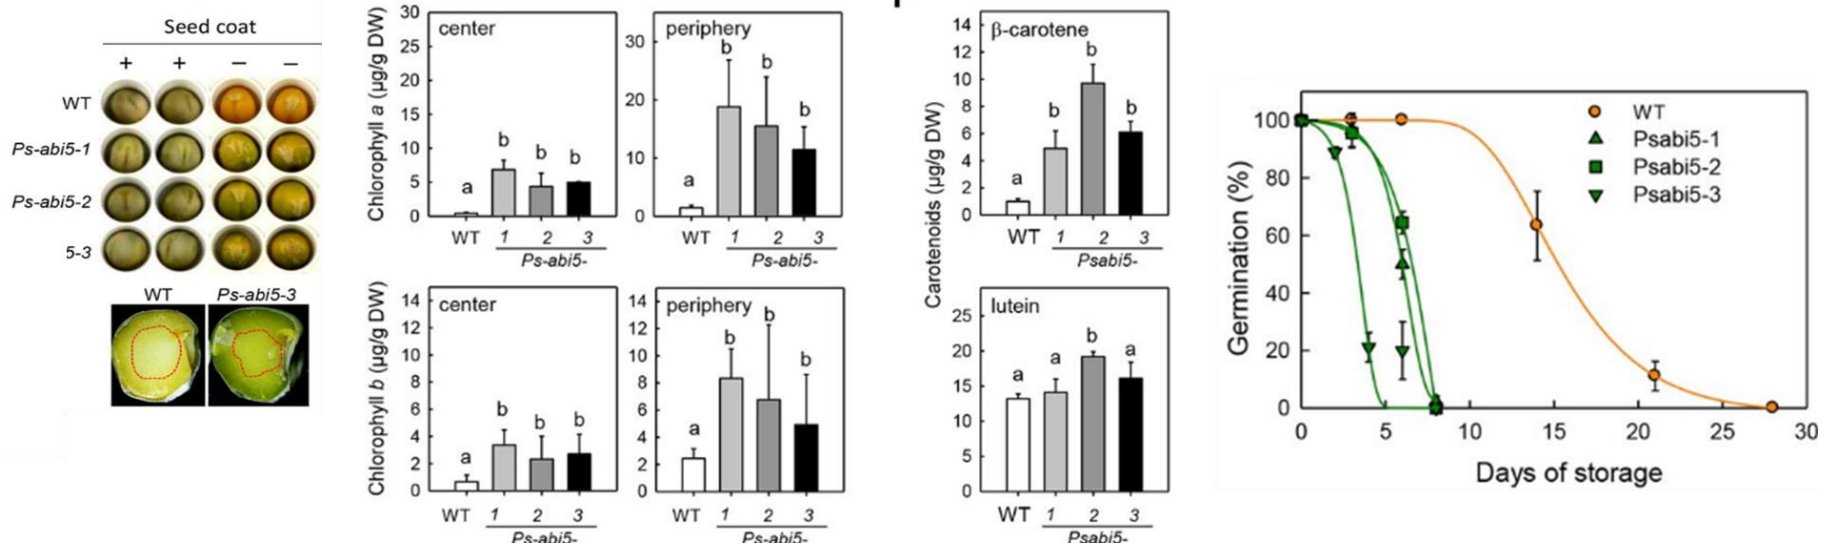 Seed coat
+ + − −
WT
Ps-abi5-1
Ps-abi5-2
5-3
WT Ps-abi5-3
Chlorophyll a (µg/g DW)
center
30
25
20
15
10
5
0
a b b b
WT 1 2 3
Ps-abi5-
periphery
30
20
10
0
a b b b
WT 1 2 3
Ps-abi5-
Chlorophyll b (µg/g DW)
center
14
12
10
8
6
4
2
0
a b b b
WT 1 2 3
Ps-abi5-
periphery
14
12
10
8
6
4
2
0
a b b b
WT 1 2 3
Ps-abi5-
Carotenoids (µg/g DW)
β-carotene
14
12
10
8
6
4
2
0
a b b b
WT 1 2 3
Psabi5-
lutein
25
20
15
10
5
0
a a b a
WT 1 2 3
Psabi5-
Germination (%)
100
80
60
40
20
0
WT
Psabi5-1
Psabi5-2
Psabi5-3
0 5 10 15 20 25 30
Days of storage